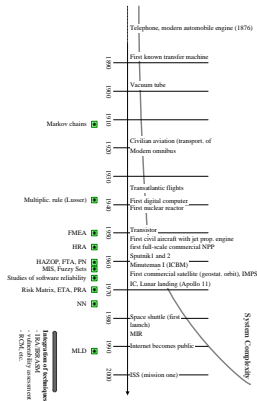 Telephone, modern automobile engine (1876)
First known transfer machine
1890
Vacuum tube
1900
1910
Markov chains
Civilian aviation (transport. of
Modern omnibus
1920
1930
Transatlantic flights
Multiplic. rule (Lusser)
First digital computer
First nuclear reactor
1940
Transistor
FMEA
1950
First civil aircraft with jet prop. engine
first full-scale commercial NPP
HRA
Sputnik1 and 2
HAZOP, FTA, PN
1960
Minuteman I (ICBM)
MIS, Fuzzy Sets
First commercial satellite (geostat. orbit), IMPS
Studies of software reliability
IC, Lunar landing (Apollo 11)
Risk Matrix, ETA, PRA
1970
NN
Space shuttle (first
launch)
1980
MIR
Internet becomes public
MLD
1990
ISS (mission one)
2000
Integration of techniques
- vulnerability assessment
- RCM, etc.
System Complexity